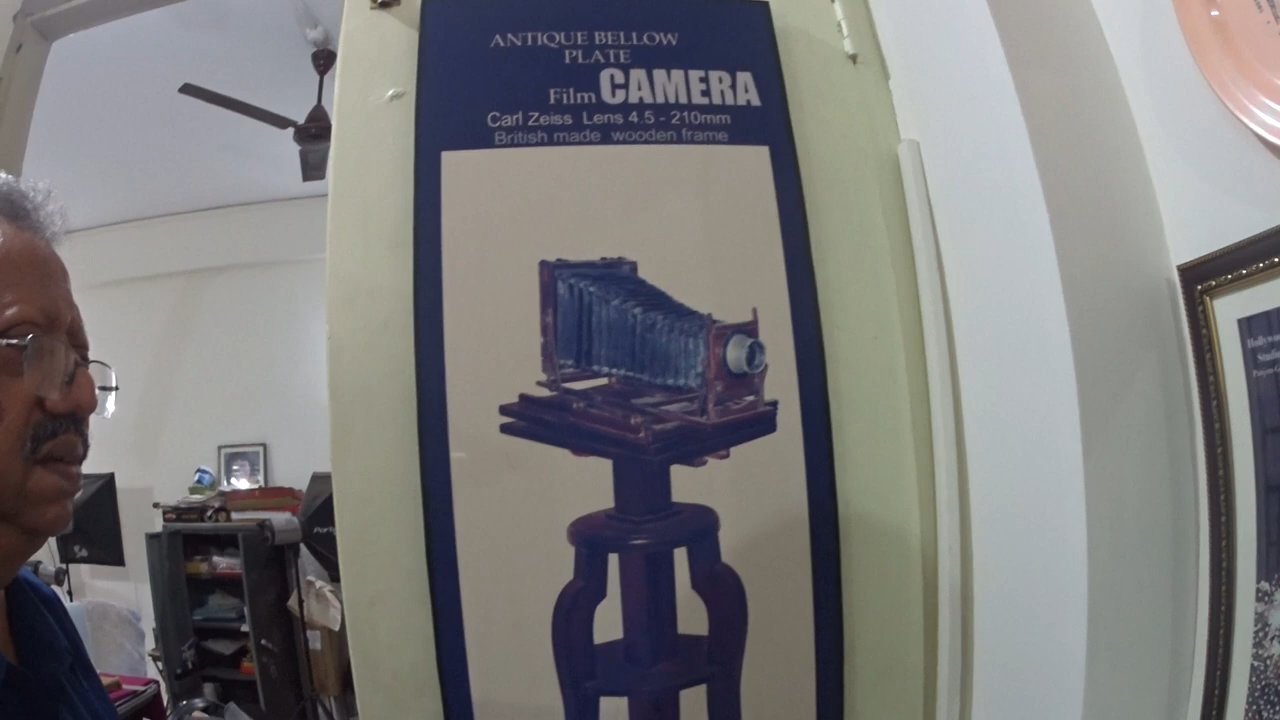 ANTIQUE BELLOW
PLATE
Film CAMERA
Carl Zeiss Lens 4.5 - 210mm
British made wooden frame